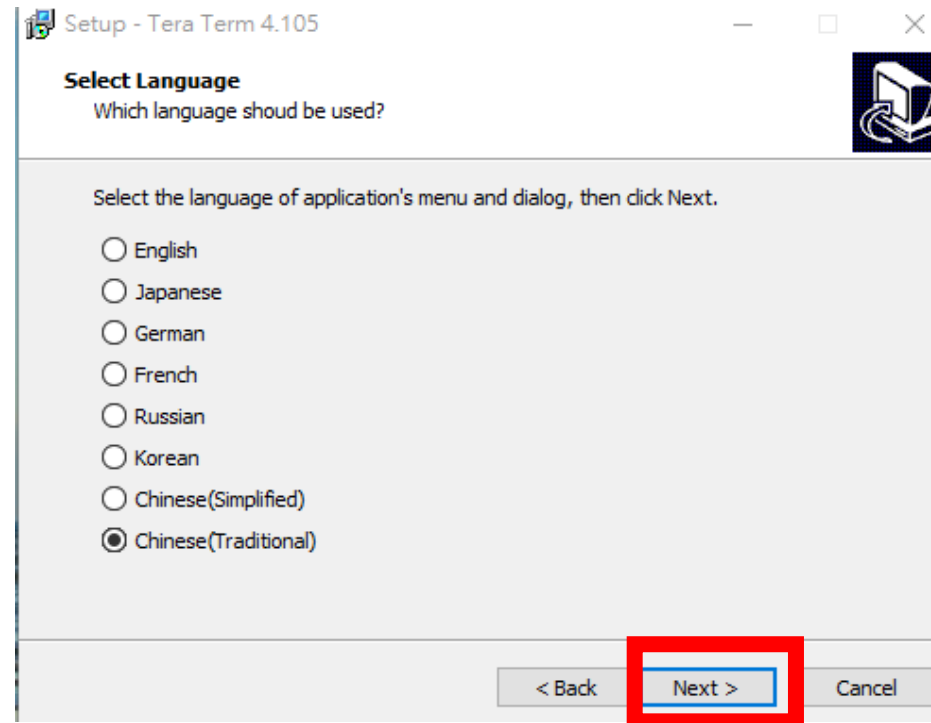 Setup - Tera Term 4.105
Select Language
Which language shoud be used?
Select the language of application's menu and dialog, then click Next.
English
Japanese
German
French
Russian
Korean
Chinese(Simplified)
Chinese(Traditional)
< Back Next > Cancel